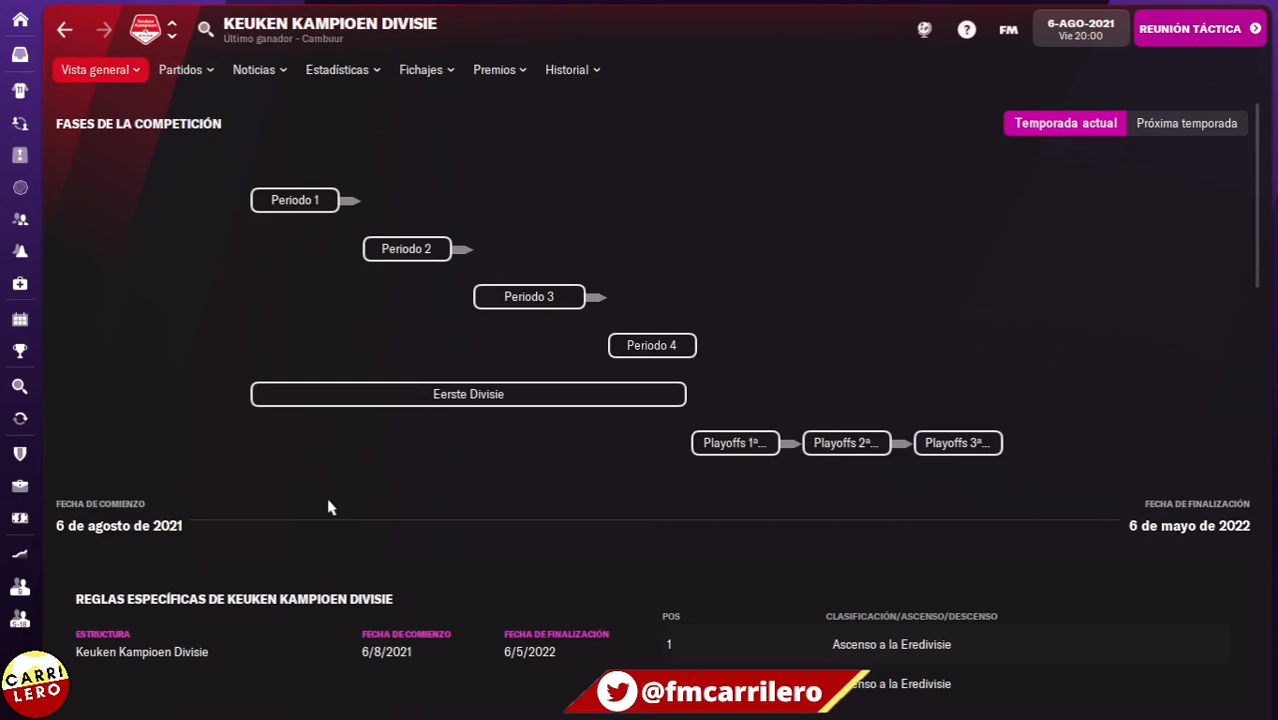 KEUKEN KAMPIOEN DIVISIE
Último ganador - Cambuur
FM
6-AGO-2021
Vie 20:00
REUNIÓN TÁCTICA
Vista general
Partidos
Noticias
Estadísticas
Fichajes
Premios
Historial
FASES DE LA COMPETICIÓN
Temporada actual
Próxima temporada
Periodo 1
Periodo 2
Periodo 3
Periodo 4
Eerste Divisie
Playoffs 1ª...
Playoffs 2ª...
Playoffs 3ª...
FECHA DE COMIENZO
6 de agosto de 2021
FECHA DE FINALIZACIÓN
6 de mayo de 2022
REGLAS ESPECÍFICAS DE KEUKEN KAMPIOEN DIVISIE
ESTRUCTURA
FECHA DE COMIENZO
FECHA DE FINALIZACIÓN
Keuken Kampioen Divisie
6/8/2021
6/5/2022
POS
CLASIFICACIÓN/ASCENSO/DESCENSO
1
Ascenso a la Eredivisie
enso a la Eredivisie
CARRI
LERO
@fmcarrilero